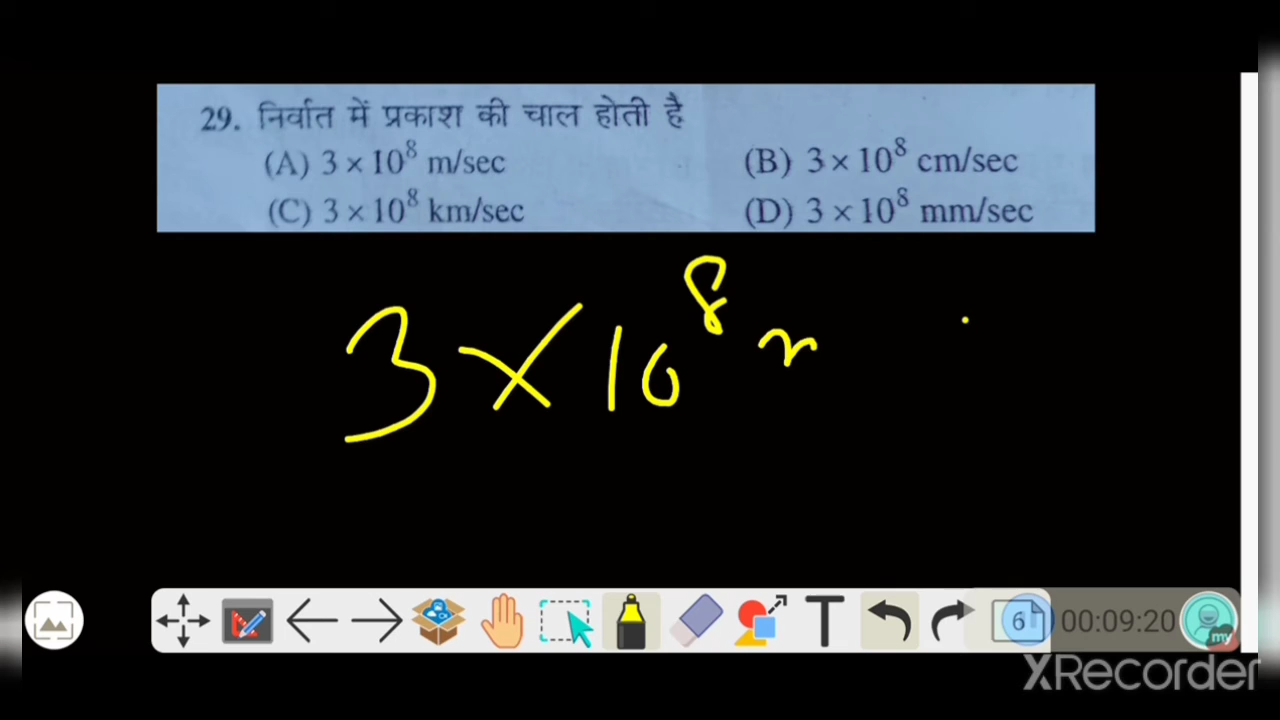 29. निर्वात में प्रकाश की चाल होती है
(A) 3 × 10⁸ m/sec (B) 3 × 10⁸ cm/sec
(C) 3 × 10⁸ km/sec (D) 3 × 10⁸ mm/sec
3 × 10⁸
T 6 00:09:20
my
XRecorder